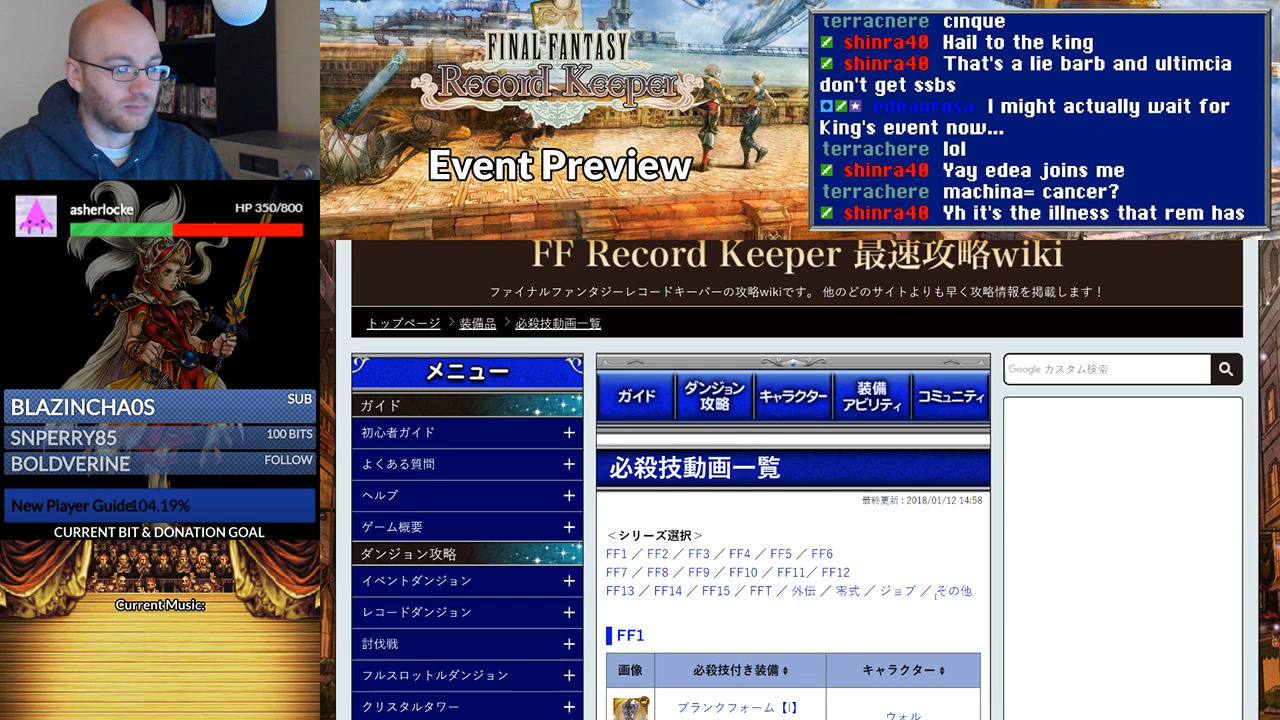 FINAL FANTASY
Record Keeper
Event Preview
terrachere cinque
shinra40 Hail to the king
shinra40 That's a lie barb and ultimcia
don't get ssbs
edeaxrosa I might actually wait for
King's event now...
terrachere lol
shinra40 Yay edea joins me
terrachere machina= cancer?
shinra40 Yh it's the illness that rem has
asherlocke
HP 350/800
BLAZINCHA0S SUB
SNPERRY85 100 BITS
BOLDVERINE FOLLOW
New Player Guide104.19%
CURRENT BIT & DONATION GOAL
Current Music:
FF Record Keeper 最速攻略wiki
ファイナルファンタジーレコードキーパーの攻略wikiです。 他のどのサイトよりも早く攻略情報を掲載します！
トップページ > 装備品 > 必殺技動画一覧
メニュー
ガイド
初心者ガイド +
よくある質問 +
ヘルプ +
ゲーム概要 +
ダンジョン攻略
イベントダンジョン +
レコードダンジョン +
討伐戦 +
フルスロットルダンジョン +
クリスタルタワー +
ガイド
ダンジョン
攻略
キャラクター
装備
アビリティ
コミュニティ
必殺技動画一覧
最終更新 : 2018/01/12 14:58
＜シリーズ選択＞
FF1 ／ FF2 ／ FF3 ／ FF4 ／ FF5 ／ FF6
FF7 ／ FF8 ／ FF9 ／ FF10 ／ FF11／ FF12
FF13 ／ FF14 ／ FF15 ／ FFT ／ 外伝 ／ 零式 ／ ジョブ ／ その他
FF1
画像 必殺技付き装備 キャラクター
ブランクフォーム【I】
ウォル
Google カスタム検索